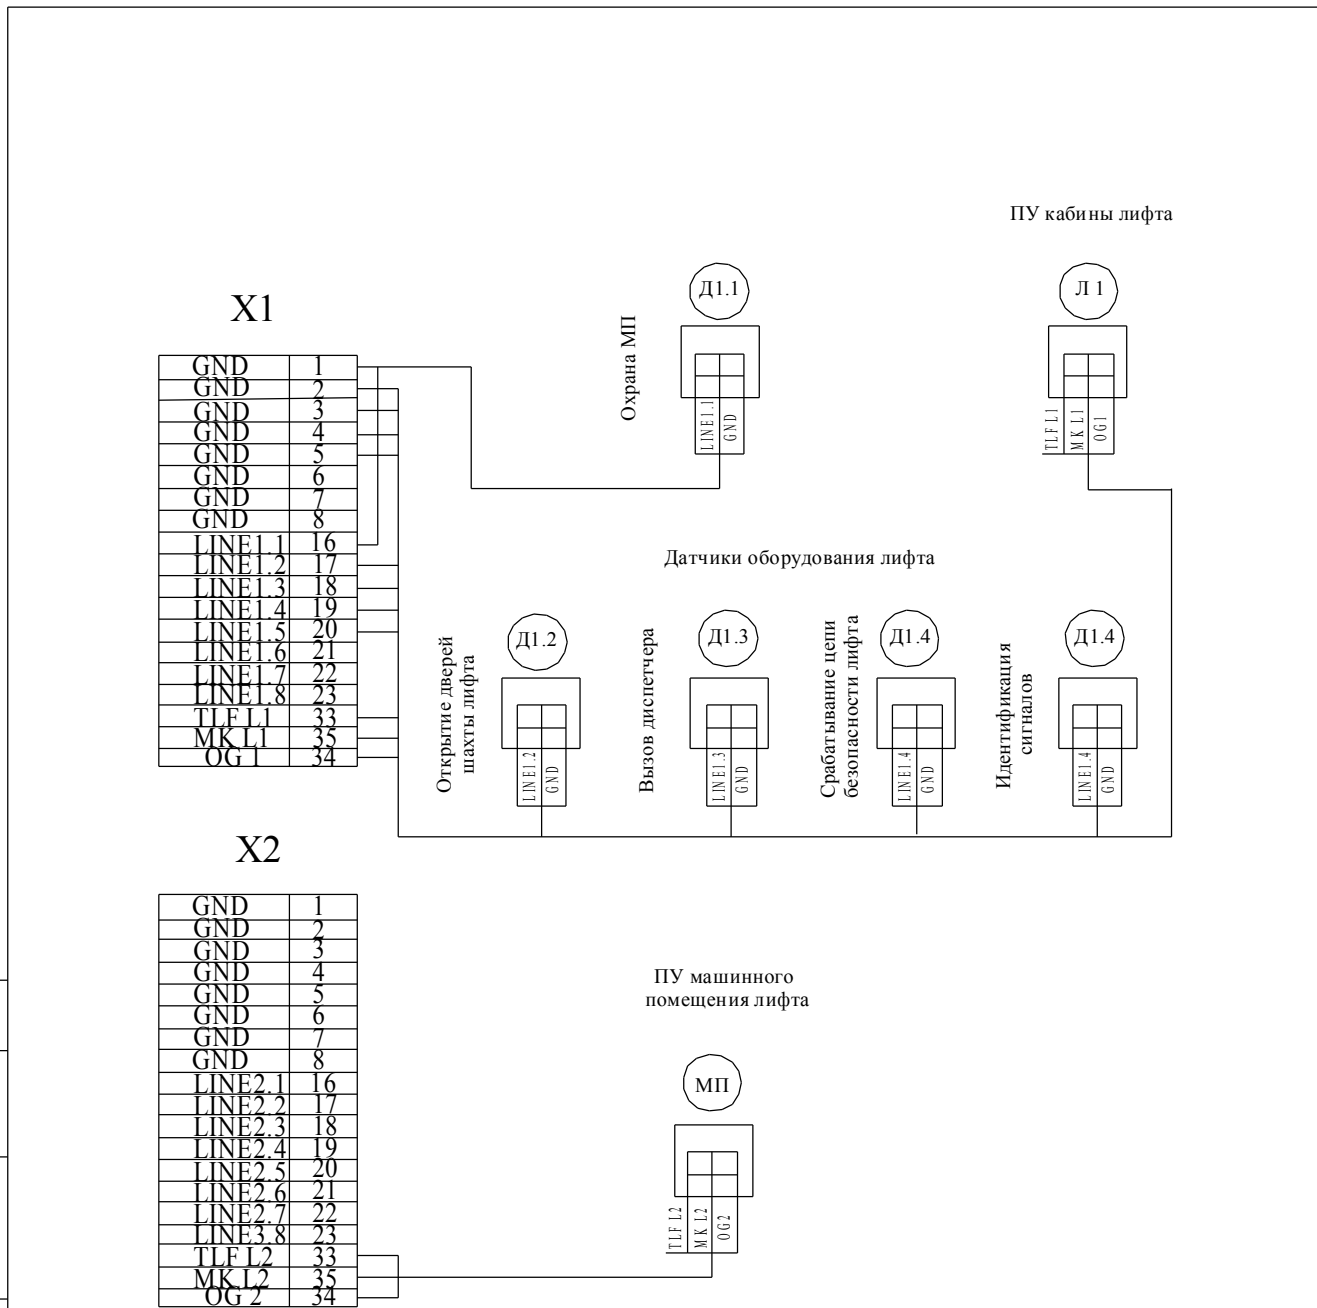 ПУ кабины лифта
Д1.1
Л 1
X1
Охрана МП
GND 1
GND 2
GND 3
GND 4
GND 5
GND 6
GND 7
GND 8
LINE1.1 16
LINE1.2 17
LINE1.3 18
LINE1.4 19
LINE1.5 20
LINE1.6 21
LINE1.7 22
LINE1.8 23
TLF L1 33
MK L1 35
OG 1 34
LINE1.1
GND
TLF L1
MK L1
OG1
Датчики оборудования лифта
Д1.2
Д1.3
Д1.4
Д1.4
Открытие дверей
шахты лифта
LINE1.2
GND
Вызов диспетчера
LINE1.3
GND
Срабатывание цепи
безопасности лифта
LINE1.4
GND
Идентификация
сигналов
LINE1.4
GND
X2
GND 1
GND 2
GND 3
GND 4
GND 5
GND 6
GND 7
GND 8
LINE2.1 16
LINE2.2 17
LINE2.3 18
LINE2.4 19
LINE2.5 20
LINE2.6 21
LINE2.7 22
LINE3.8 23
TLF L2 33
MK L2 35
OG 2 34
ПУ машинного
помещения лифта
МП
TLF L2
MK L2
OG2